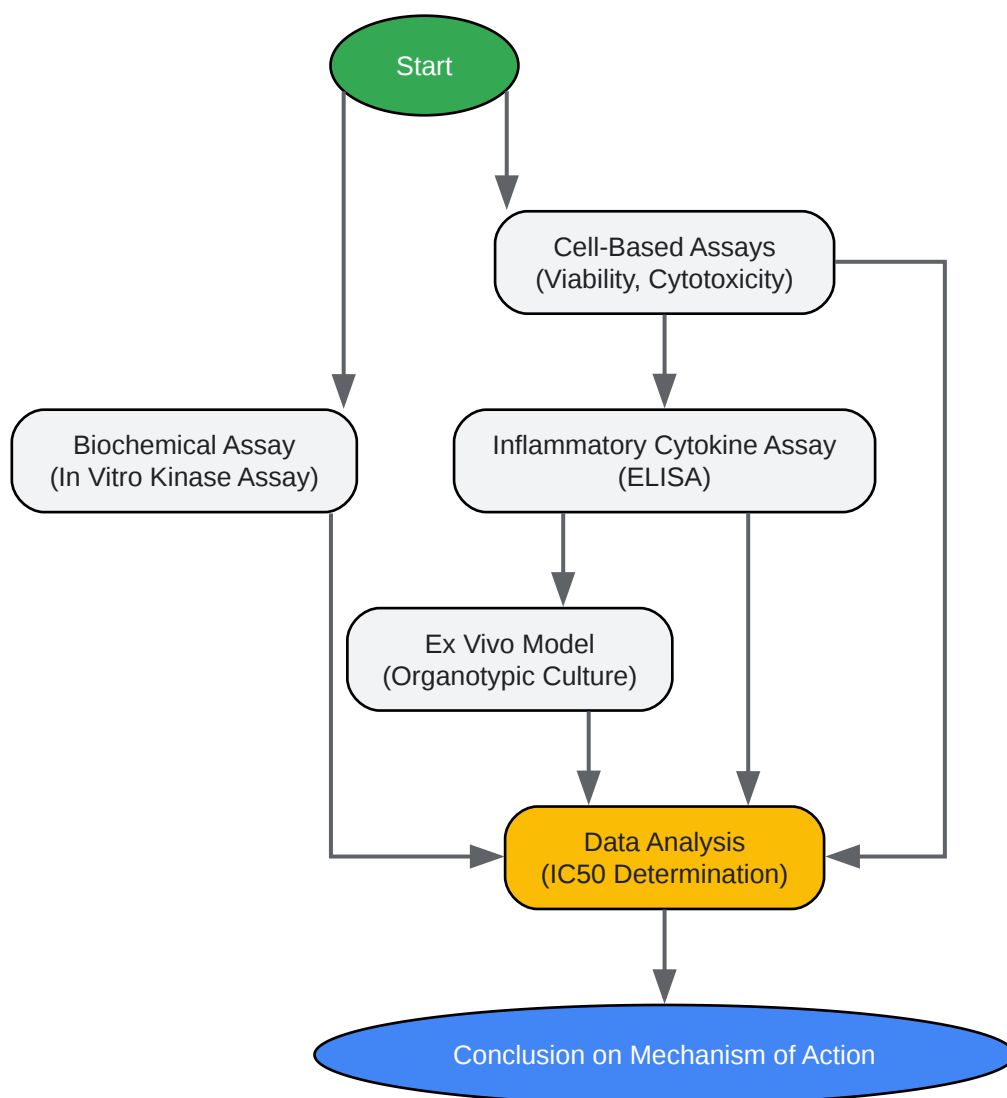 Start
Cell-Based Assays
(Viability, Cytotoxicity)
Biochemical Assay
(In Vitro Kinase Assay)
Inflammatory Cytokine Assay
(ELISA)
Ex Vivo Model
(Organotypic Culture)
Data Analysis
(IC50 Determination)
Conclusion on Mechanism of Action